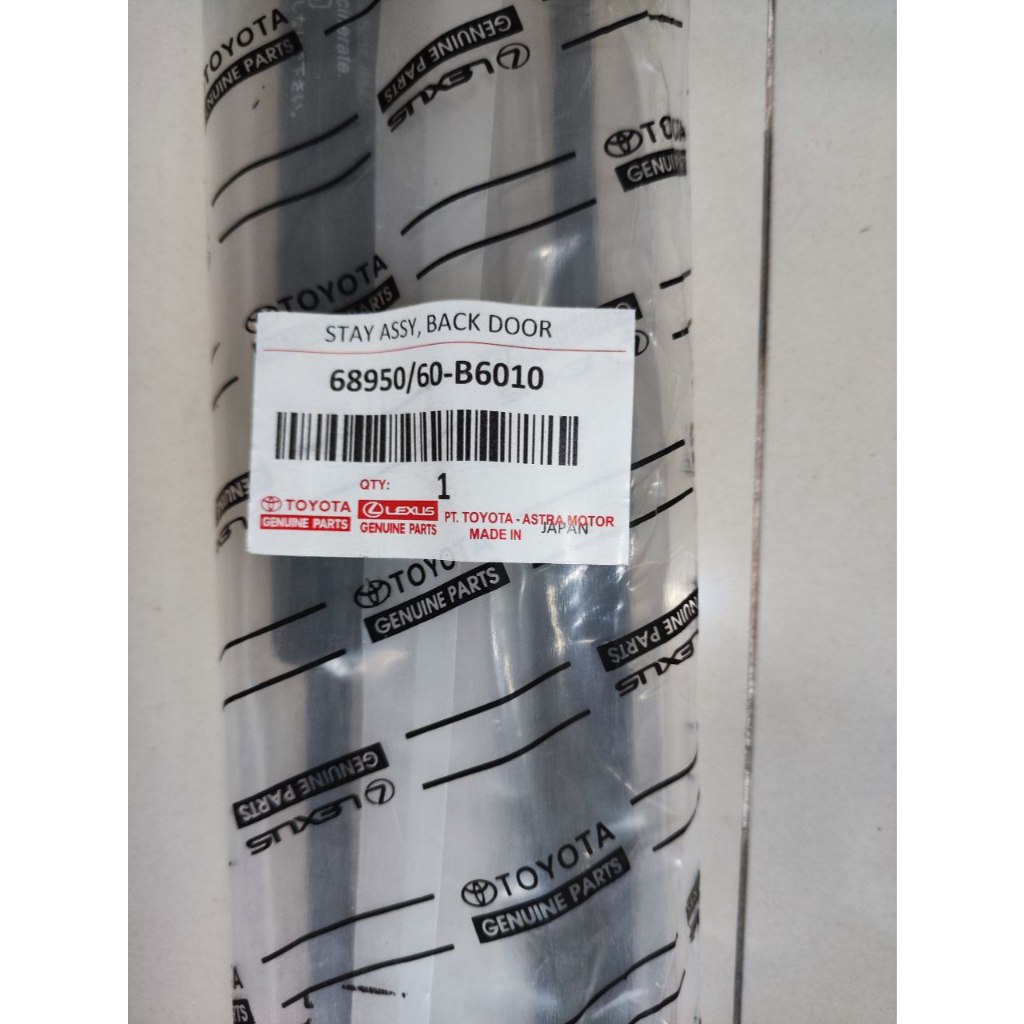 TOYOTA
GENUINE PARTS
cinerate
GENUINE PARTS
LEXUS
TOYOTA
GENUINE PARTS
TOYOTA
STAY ASSY, BACK DOOR
68950/60-B6010
QTY: 1
TOYOTA
GENUINE PARTS
LEXUS
GENUINE PARTS
PT. TOYOTA - ASTRA MOTOR
MADE IN JAPAN
TOYOTA
GENUINE PARTS
GENUINE PARTS
LEXUS
GENUINE PARTS
LEXUS
TOYOTA
GENUINE PARTS